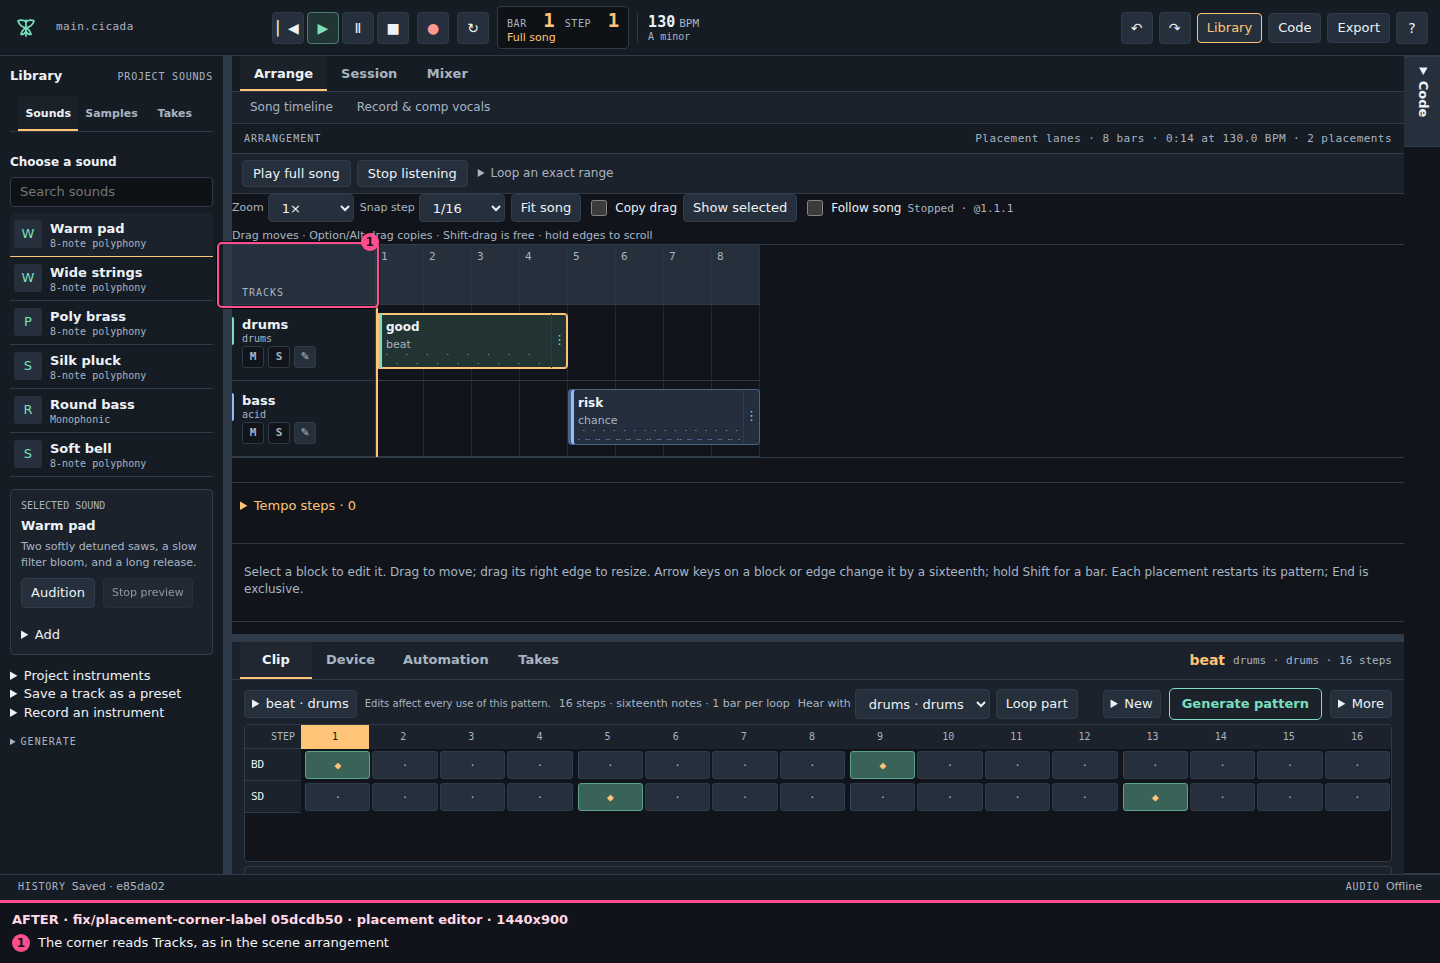 main.cicada
BAR 1 STEP 1
Full song
130 BPM
A minor
Library
Code
Export
?
Library PROJECT SOUNDS
Sounds Samples Takes
Choose a sound
Search sounds
W Warm pad
8-note polyphony
W Wide strings
8-note polyphony
P Poly brass
8-note polyphony
S Silk pluck
8-note polyphony
R Round bass
Monophonic
S Soft bell
8-note polyphony
SELECTED SOUND
Warm pad
Two softly detuned saws, a slow
filter bloom, and a long release.
Audition Stop preview
Add
Project instruments
Save a track as a preset
Record an instrument
GENERATE
Arrange Session Mixer
Song timeline Record & comp vocals
ARRANGEMENT Placement lanes · 8 bars · 0:14 at 130.0 BPM · 2 placements
Play full song Stop listening Loop an exact range
Zoom 1× Snap step 1/16 Fit song Copy drag Show selected Follow song Stopped · @1.1.1
Drag moves · Option/Alt-drag copies · Shift-drag is free · hold edges to scroll
1
1 2 3 4 5 6 7 8
TRACKS
drums
drums
M S
good
beat
bass
acid
M S
risk
chance
Tempo steps · 0
Select a block to edit it. Drag to move; drag its right edge to resize. Arrow keys on a block or edge change it by a sixteenth; hold Shift for a bar. Each placement restarts its pattern; End is
exclusive.
Code
Clip Device Automation Takes beat drums · drums · 16 steps
beat · drums Edits affect every use of this pattern. 16 steps · sixteenth notes · 1 bar per loop Hear with drums · drums Loop part New Generate pattern More
STEP 1 2 3 4 5 6 7 8 9 10 11 12 13 14 15 16
BD
SD
HISTORY Saved · e85da02 AUDIO Offline
AFTER · fix/placement-corner-label 05dcdb50 · placement editor · 1440x900
1 The corner reads Tracks, as in the scene arrangement